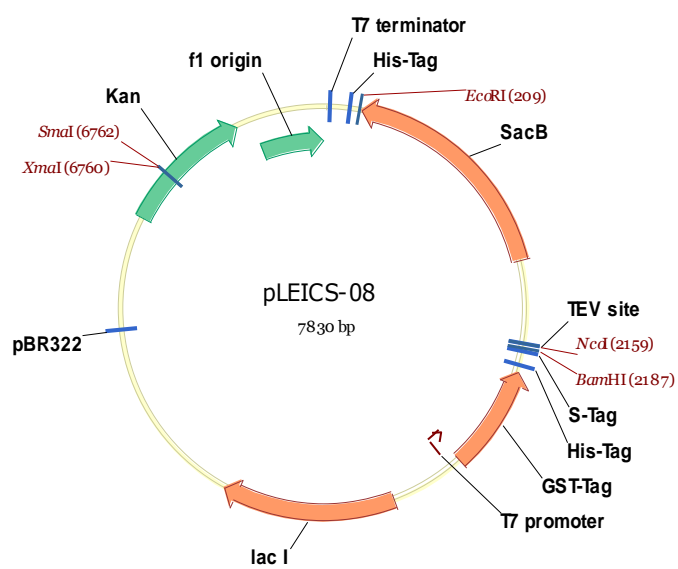 T7 terminator
His-Tag
f1 origin
EcoRI (209)
Kan
SacB
SmaI (6762)
XmaI (6760)
pLEICS-08
7830 bp
TEV site
NcoI (2159)
pBR322
BamHI (2187)
S-Tag
His-Tag
GST-Tag
T7 promoter
lac I